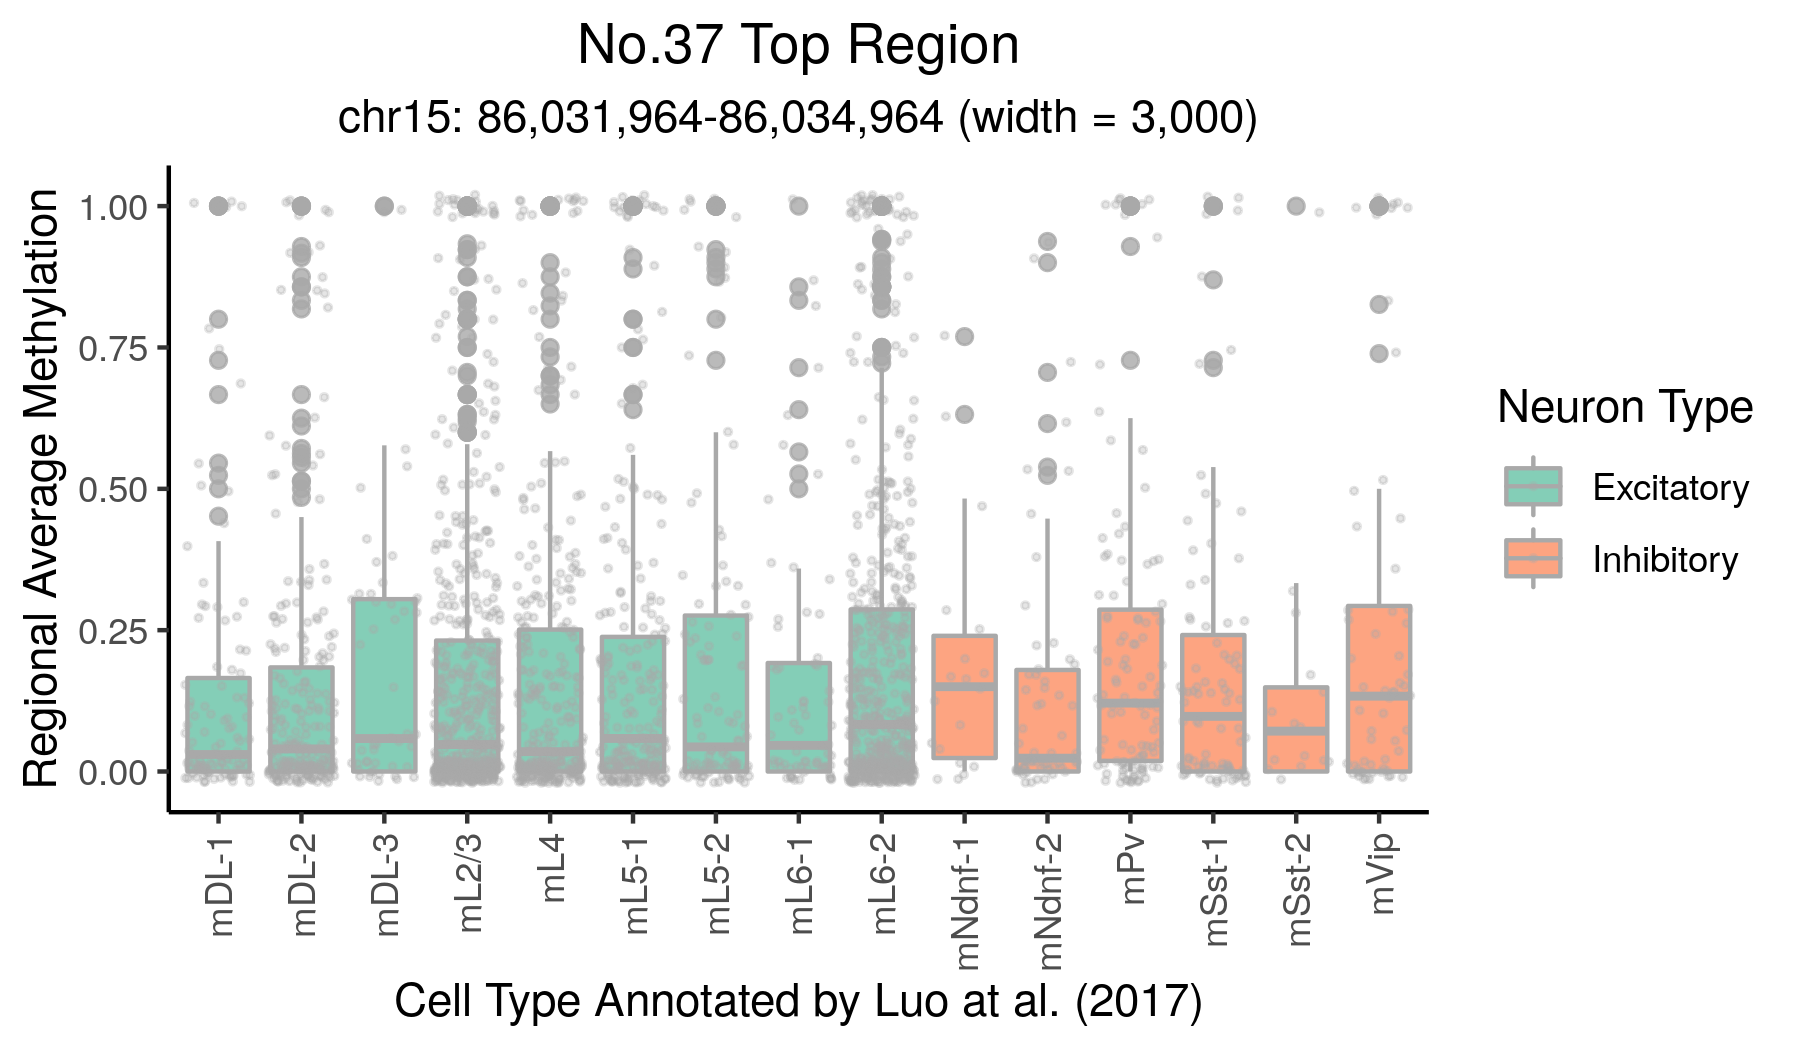 No.37 Top Region
chr15: 86,031,964-86,034,964 (width = 3,000)
Regional Average Methylation
1.00
0.75
0.50
0.25
0.00
mDL-1
mDL-2
mDL-3
mL2/3
mL4
mL5-1
mL5-2
mL6-1
mL6-2
mNdnf-1
mNdnf-2
mPv
mSst-1
mSst-2
mVip
Cell Type Annotated by Luo at al. (2017)
Neuron Type
Excitatory
Inhibitory